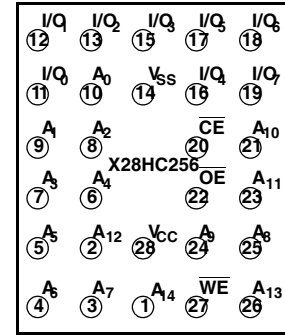 I/O1 I/O2 I/O3 I/O5 I/O6
12 13 15 17 18
I/O0 A0 VSS I/O4 I/O7
11 10 14 16 19
A1 A2 CE A10
9 8 20 21
X28HC256
A3 A4 OE A11
7 6 22 23
A5 A12 VCC A9 A8
5 2 28 24 25
A6 A7 A14 WE A13
4 3 1 27 26